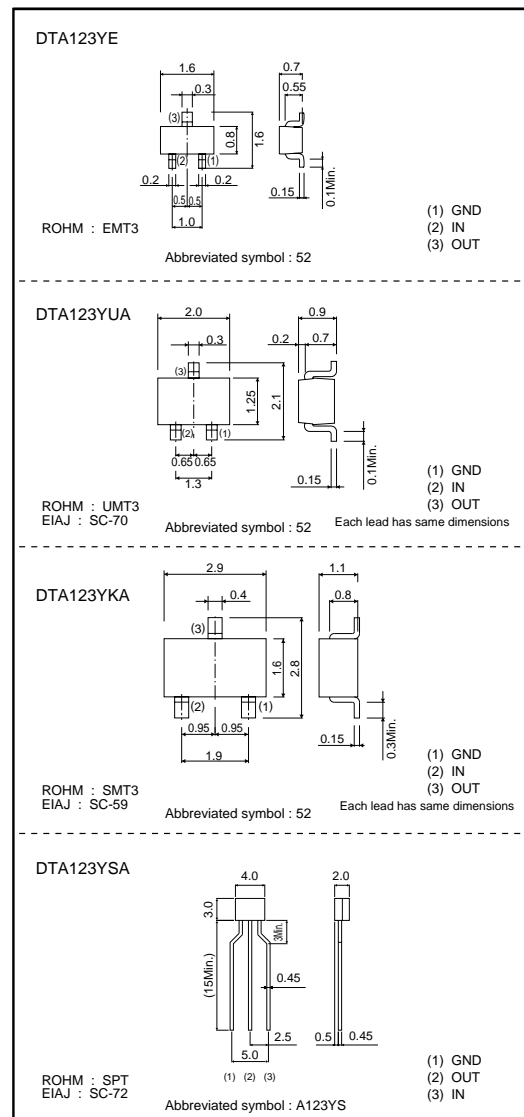 DTA123YE
1.6
0.3
(3)
0.8
1.6
(2)
(1)
0.2
0.2
0.5
0.5
1.0
0.7
0.55
0.15
0.1Min.
ROHM : EMT3
Abbreviated symbol : 52
(1) GND
(2) IN
(3) OUT
DTA123YUA
2.0
0.3
(3)
1.25
2.1
(2)
(1)
0.65
0.65
1.3
0.9
0.2
0.7
0.15
0.1Min.
ROHM : UMT3
EIAJ : SC-70
Abbreviated symbol : 52
(1) GND
(2) IN
(3) OUT
Each lead has same dimensions
DTA123YKA
2.9
0.4
(3)
1.6
2.8
(2)
(1)
0.95
0.95
1.9
1.1
0.8
0.15
0.3Min.
ROHM : SMT3
EIAJ : SC-59
Abbreviated symbol : 52
(1) GND
(2) IN
(3) OUT
Each lead has same dimensions
DTA123YSA
4.0
2.0
3.0
3Min.
(15Min.)
0.45
2.5
5.0
0.5
0.45
(1) (2) (3)
ROHM : SPT
EIAJ : SC-72
Abbreviated symbol : A123YS
(1) GND
(2) OUT
(3) IN